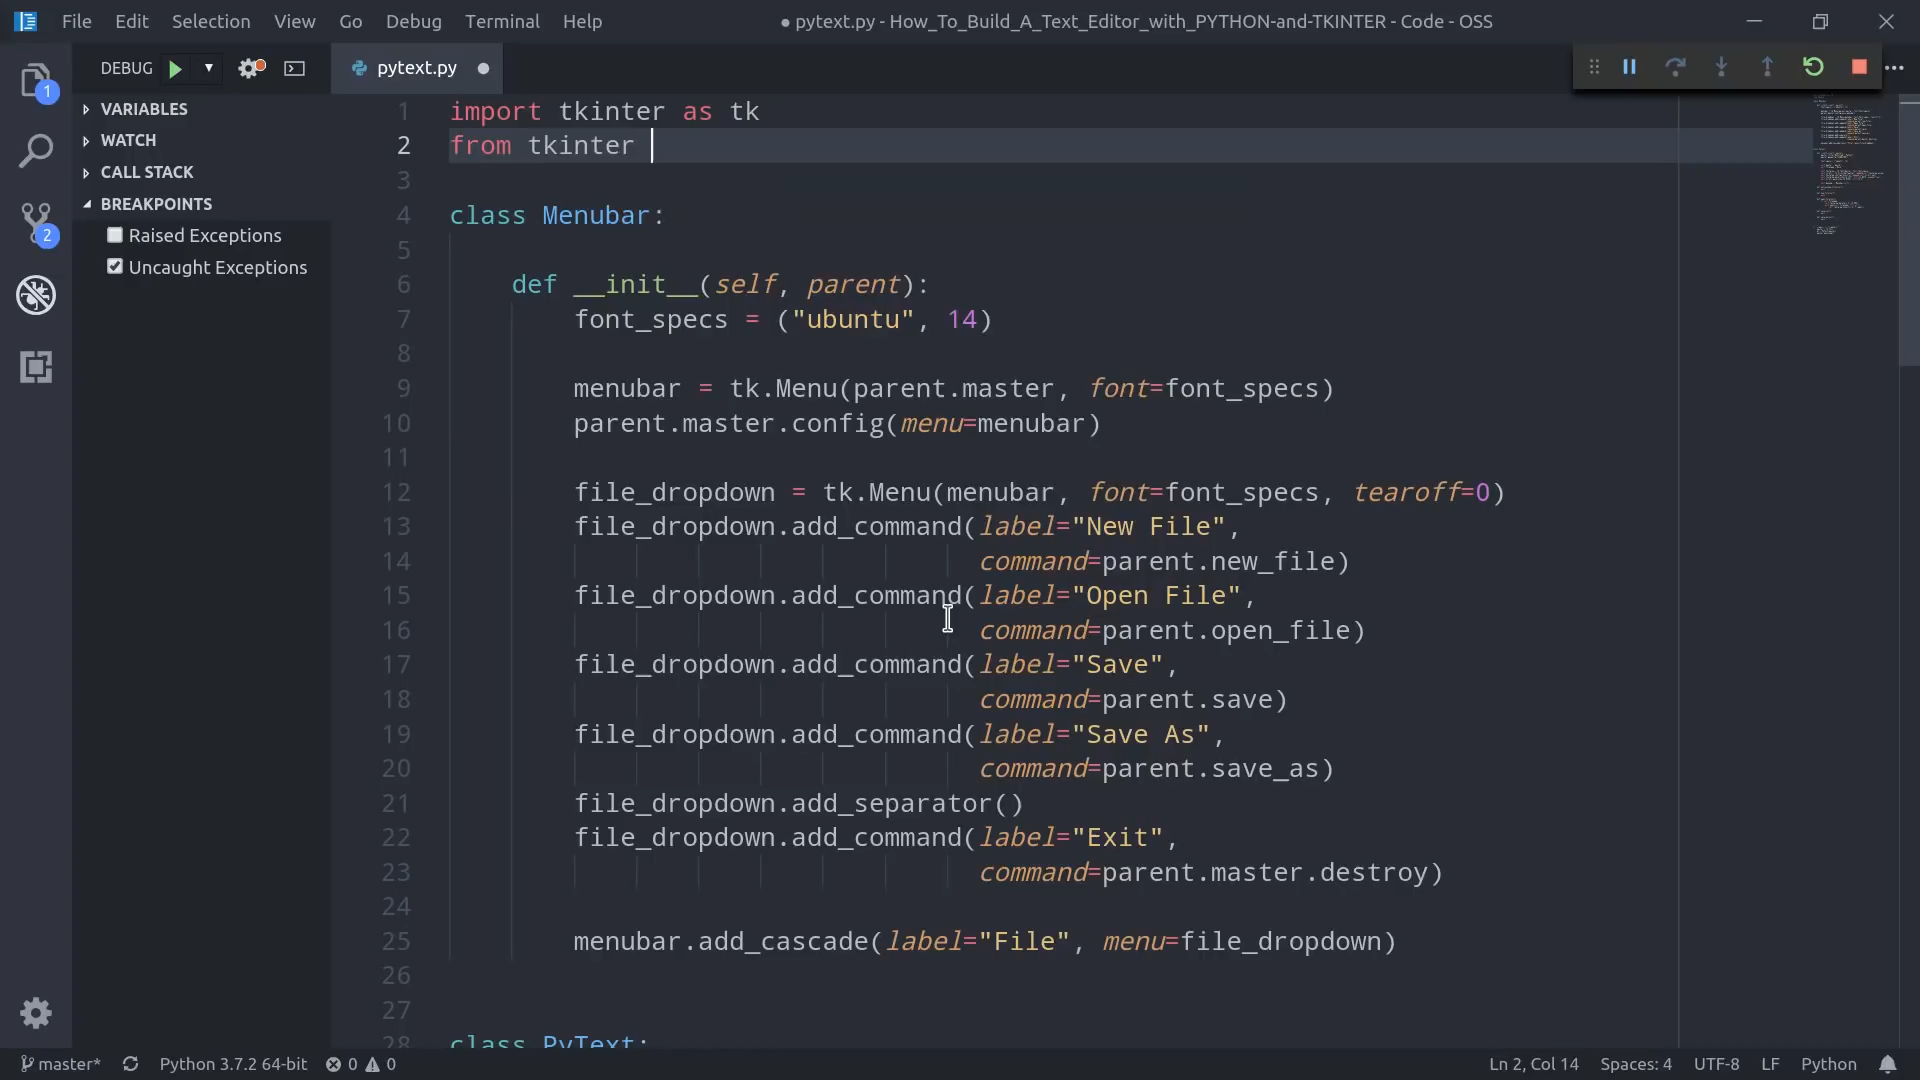 File Edit Selection View Go Debug Terminal Help
● pytext.py - How_To_Build_A_Text_Editor_with_PYTHON-and-TKINTER - Code - OSS
DEBUG
pytext.py
1
VARIABLES
WATCH
CALL STACK
BREAKPOINTS
Raised Exceptions
Uncaught Exceptions
2
1 import tkinter as tk
2 from tkinter
3
4 class Menubar:
5
6 def __init__(self, parent):
7 font_specs = ("ubuntu", 14)
8
9 menubar = tk.Menu(parent.master, font=font_specs)
10 parent.master.config(menu=menubar)
11
12 file_dropdown = tk.Menu(menubar, font=font_specs, tearoff=0)
13 file_dropdown.add_command(label="New File",
14 command=parent.new_file)
15 file_dropdown.add_command(label="Open File",
16 command=parent.open_file)
17 file_dropdown.add_command(label="Save",
18 command=parent.save)
19 file_dropdown.add_command(label="Save As",
20 command=parent.save_as)
21 file_dropdown.add_separator()
22 file_dropdown.add_command(label="Exit",
23 command=parent.master.destroy)
24
25 menubar.add_cascade(label="File", menu=file_dropdown)
26
27
28 class PyText:
master* Python 3.7.2 64-bit 0 0 Ln 2, Col 14 Spaces: 4 UTF-8 LF Python